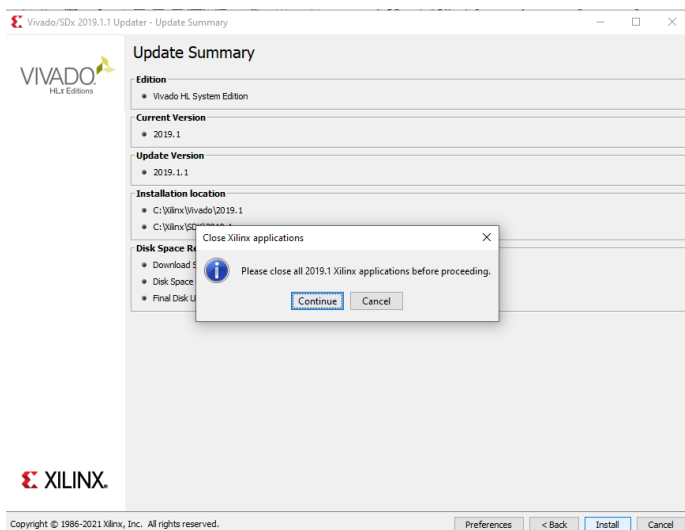 Vivado/SDx 2019.1.1 Updater - Update Summary
Update Summary
VIVADO.
HLx Editions
Edition
Vivado HL System Edition
Current Version
2019.1
Update Version
2019.1.1
Installation location
C:\Xilinx\Vivado\2019.1
C:\Xilinx\
Close Xilinx applications
Disk Space
Download
Please close all 2019.1 Xilinx applications before proceeding.
Disk Space
Final Disk
Continue
Cancel
XILINX.
Copyright © 1986-2021 Xilinx, Inc. All rights reserved.
Preferences
< Back
Install
Cancel